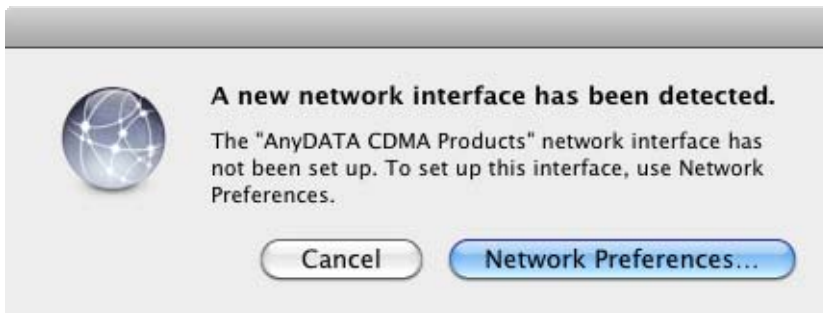 A new network interface has been detected.
The "AnyDATA CDMA Products" network interface has
not been set up. To set up this interface, use Network
Preferences.
Cancel
Network Preferences...